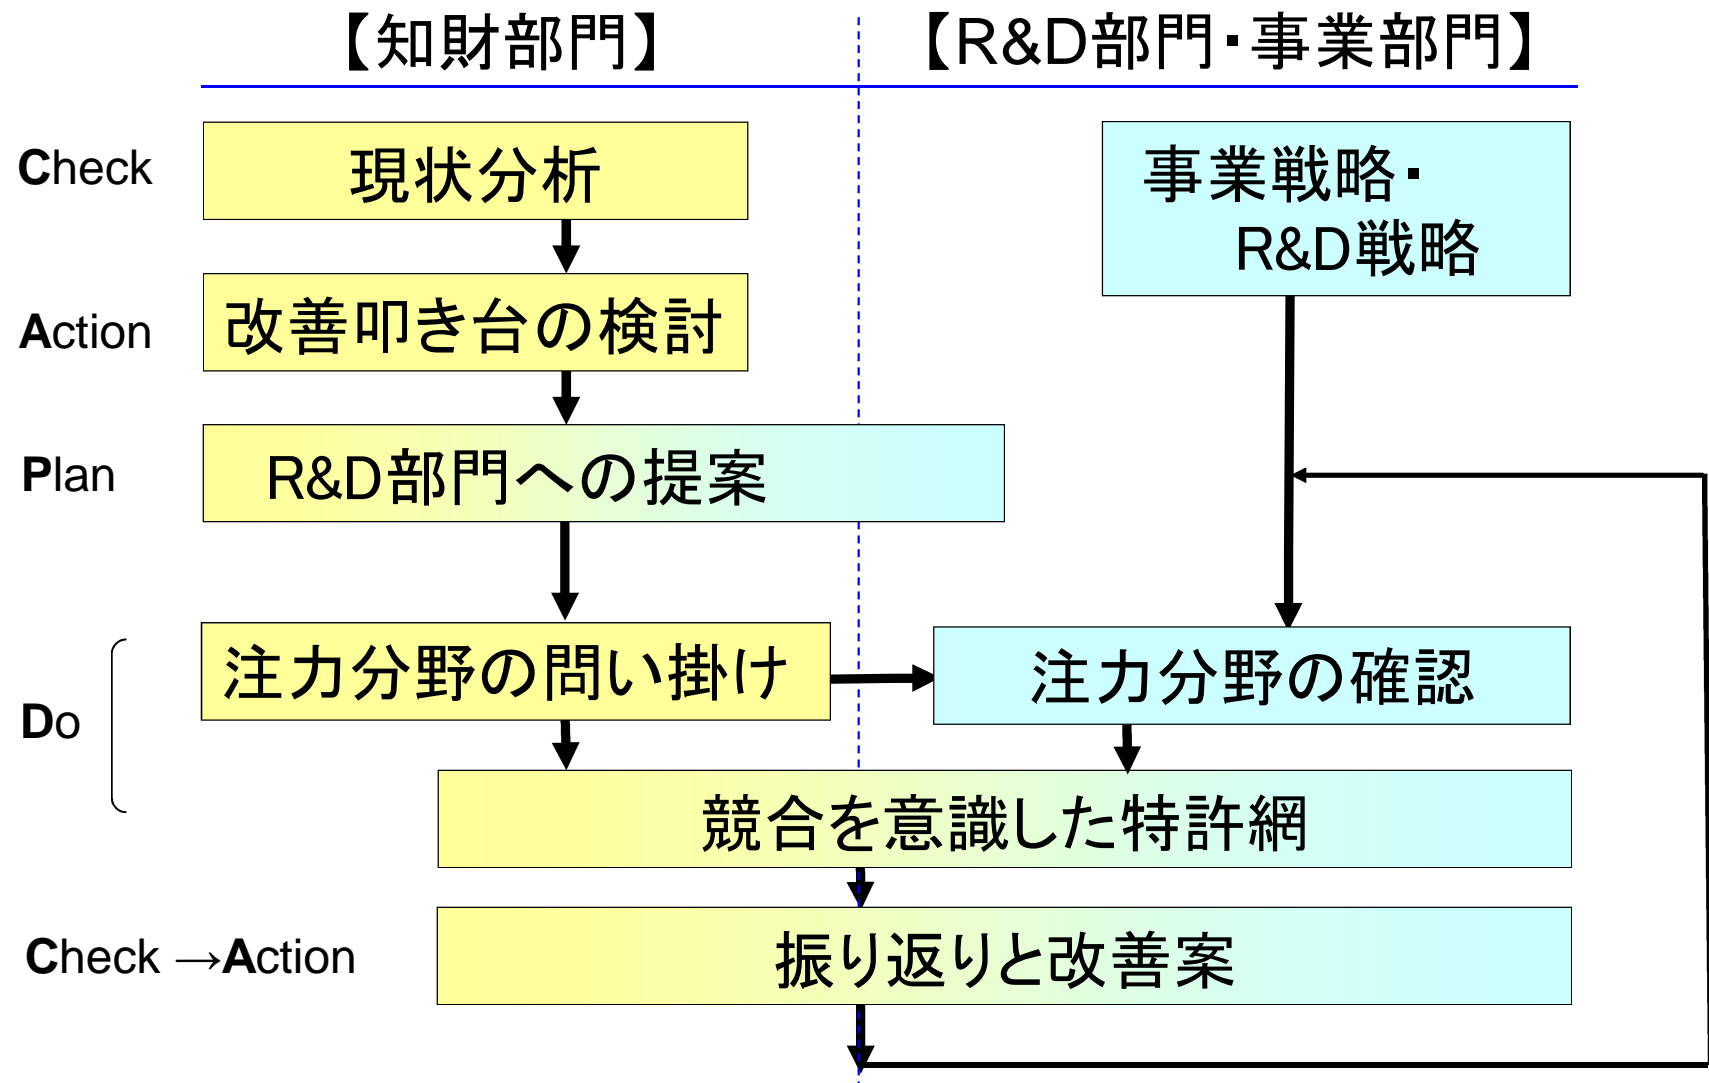 【知財部門】
【R&D部門・事業部門】
Check
現状分析
事業戦略・
R&D戦略
Action
改善叩き台の検討
Plan
R&D部門への提案
Do
注力分野の問い掛け
注力分野の確認
競合を意識した特許網
Check →Action
振り返りと改善案